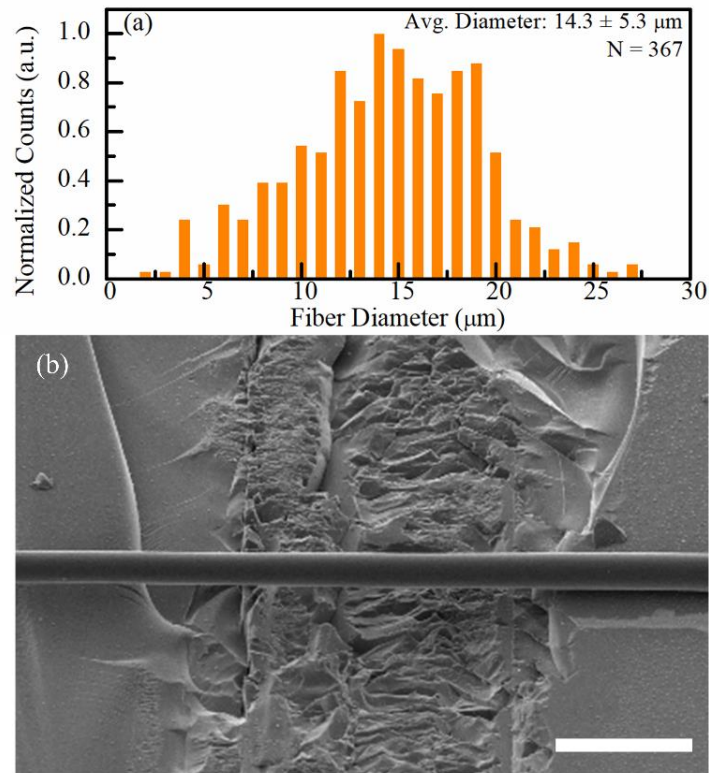 (a)
Avg. Diameter: 14.3 ± 5.3 μm
N = 367
Normalized Counts (a.u.)
1.0
0.8
0.6
0.4
0.2
0.0
0 5 10 15 20 25 30
Fiber Diameter (μm)
(b)